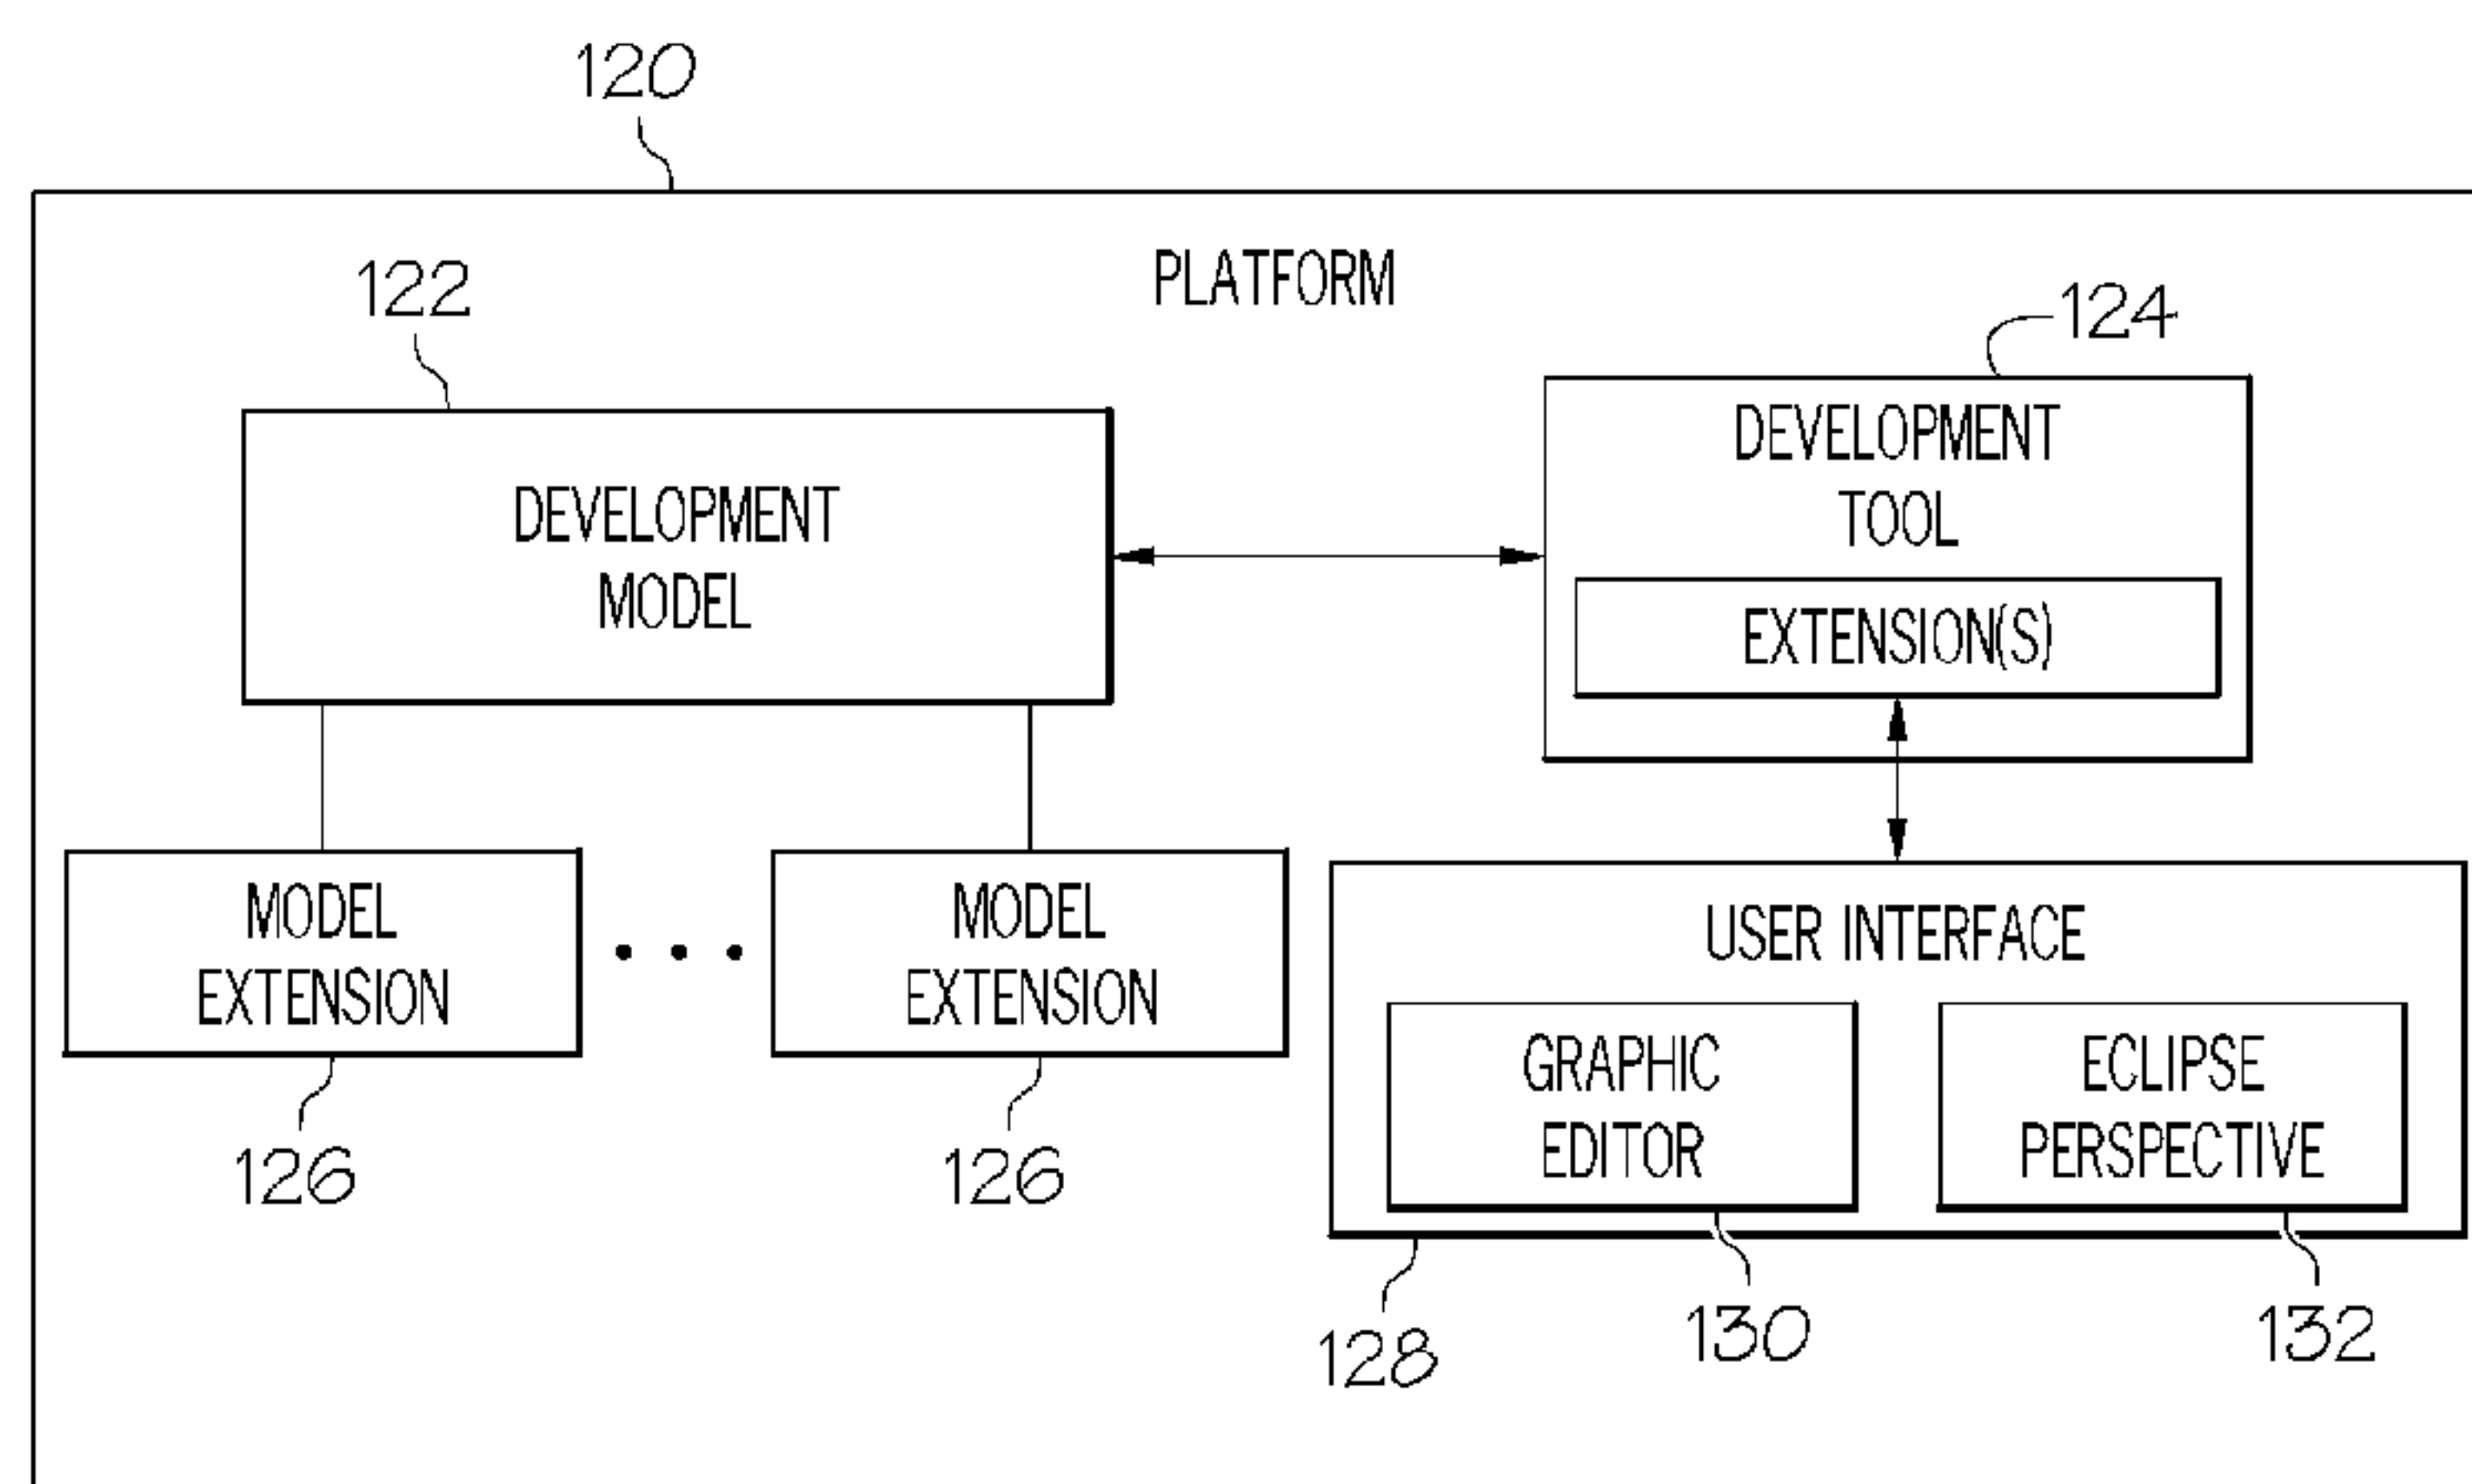 120
PLATFORM
122
124
DEVELOPMENT
MODEL
DEVELOPMENT
TOOL
EXTENSION(S)
MODEL
EXTENSION
MODEL
EXTENSION
USER INTERFACE
GRAPHIC
EDITOR
ECLIPSE
PERSPECTIVE
126
126
128
130
132